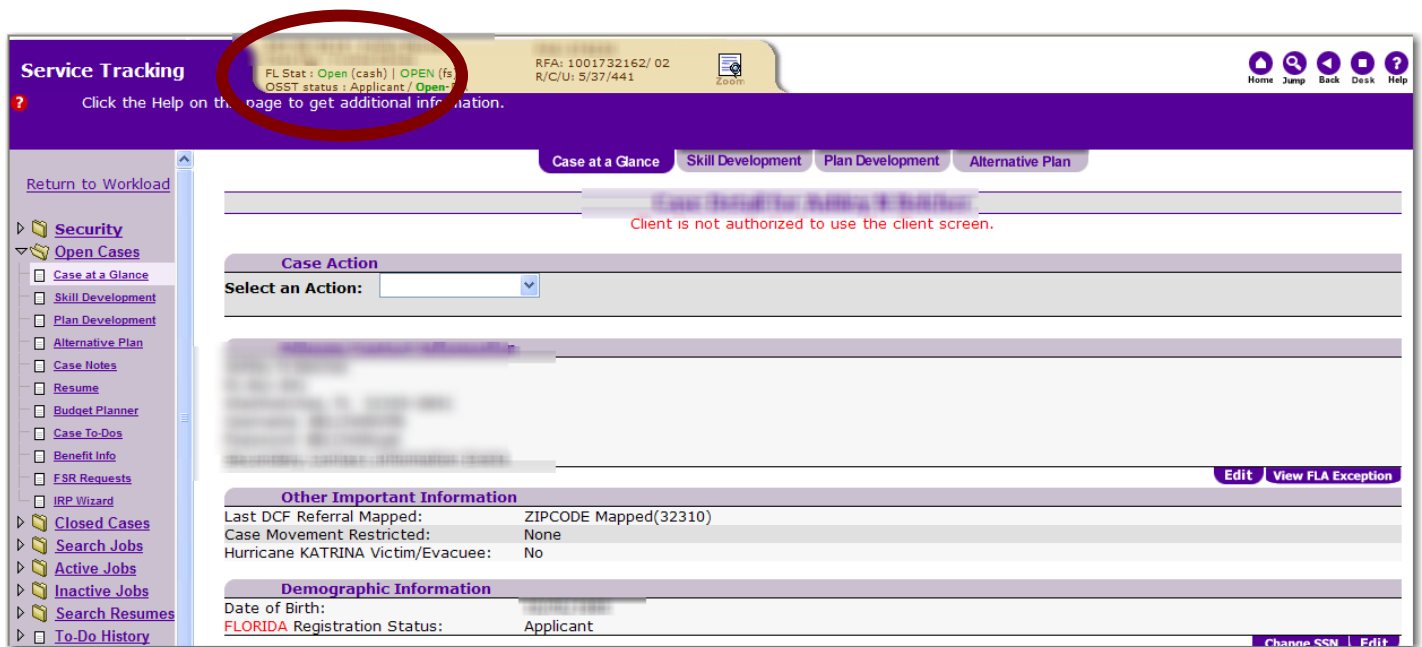 Service Tracking
FL Stat : Open (cash) | OPEN (fs)
OSST status : Applicant / Open-
RFA: 1001732162/ 02
R/C/U: 5/37/441
Zoom
Home Jump Back Desk Help
? Click the Help on this page to get additional information.
Case at a Glance Skill Development Plan Development Alternative Plan
Return to Workload
Client is not authorized to use the client screen.
Security
Open Cases
Case at a Glance
Skill Development
Plan Development
Alternative Plan
Case Notes
Resume
Budget Planner
Case To-Dos
Benefit Info
FSR Requests
IRP Wizard
Closed Cases
Search Jobs
Active Jobs
Inactive Jobs
Search Resumes
To-Do History
Case Action
Select an Action:
Edit View FLA Exception
Other Important Information
Last DCF Referral Mapped: ZIPCODE Mapped(32310)
Case Movement Restricted: None
Hurricane KATRINA Victim/Evacuee: No
Demographic Information
Date of Birth:
FLORIDA Registration Status: Applicant
Change SSN Edit